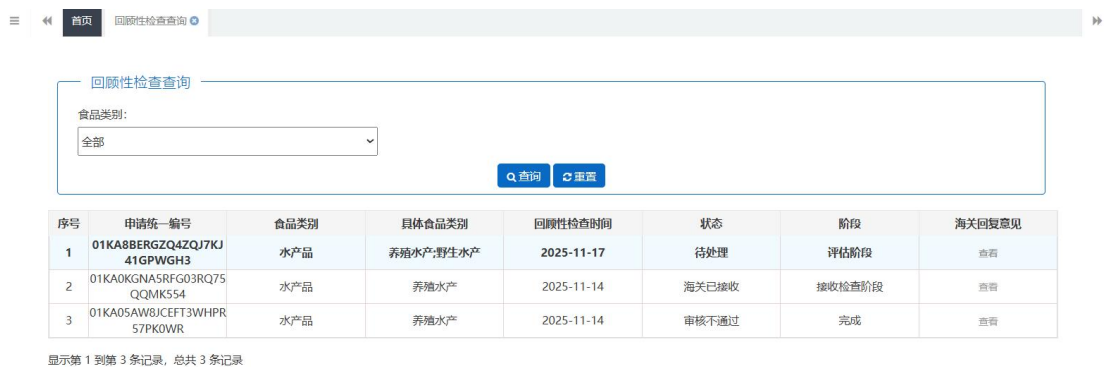 首页 回顾性检查查询
回顾性检查查询
食品类别:
全部
查询 重置
序号 申请统一编号 食品类别 具体食品类别 回顾性检查时间 状态 阶段 海关回复意见
1 01KA8BERGZQ4ZQJ7KJ41GPWGH3 水产品 养殖水产;野生水产 2025-11-17 待处理 评估阶段 查看
2 01KA0KGNA5RFG03RQ75QQMK554 水产品 养殖水产 2025-11-14 海关已接收 接收检查阶段 查看
3 01KA05AW8JCEFT3WHPR57PK0WR 水产品 养殖水产 2025-11-14 审核不通过 完成 查看
显示第 1 到第 3 条记录，总共 3 条记录